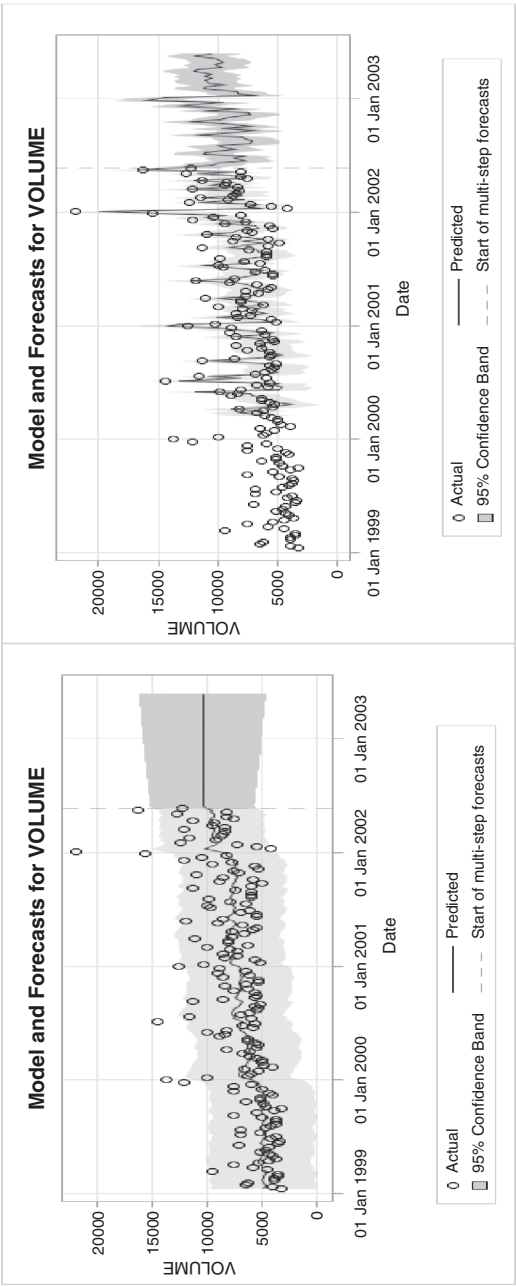 Model and Forecasts for VOLUME
20000
15000
10000
5000
0
VOLUME
01 Jan 1999 01 Jan 2000 01 Jan 2001 01 Jan 2002 01 Jan 2003
Date
Actual Predicted
95% Confidence Band Start of multi-step forecasts
Model and Forecasts for VOLUME
20000
15000
10000
5000
0
VOLUME
01 Jan 1999 01 Jan 2000 01 Jan 2001 01 Jan 2002 01 Jan 2003
Date
Actual Predicted
95% Confidence Band Start of multi-step forecasts